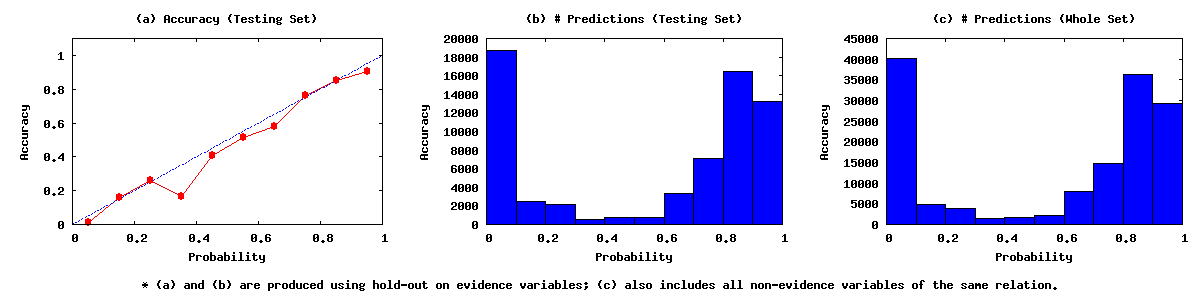 (a) Accuracy (Testing Set)
1
0.8
0.6
0.4
0.2
0
Accuracy
0 0.2 0.4 0.6 0.8 1
Probability
(b) # Predictions (Testing Set)
20000
18000
16000
14000
12000
10000
8000
6000
4000
2000
0
Accuracy
0 0.2 0.4 0.6 0.8 1
Probability
(c) # Predictions (Whole Set)
45000
40000
35000
30000
25000
20000
15000
10000
5000
0
Accuracy
0 0.2 0.4 0.6 0.8 1
Probability
* (a) and (b) are produced using hold-out on evidence variables; (c) also includes all non-evidence variables of the same relation.